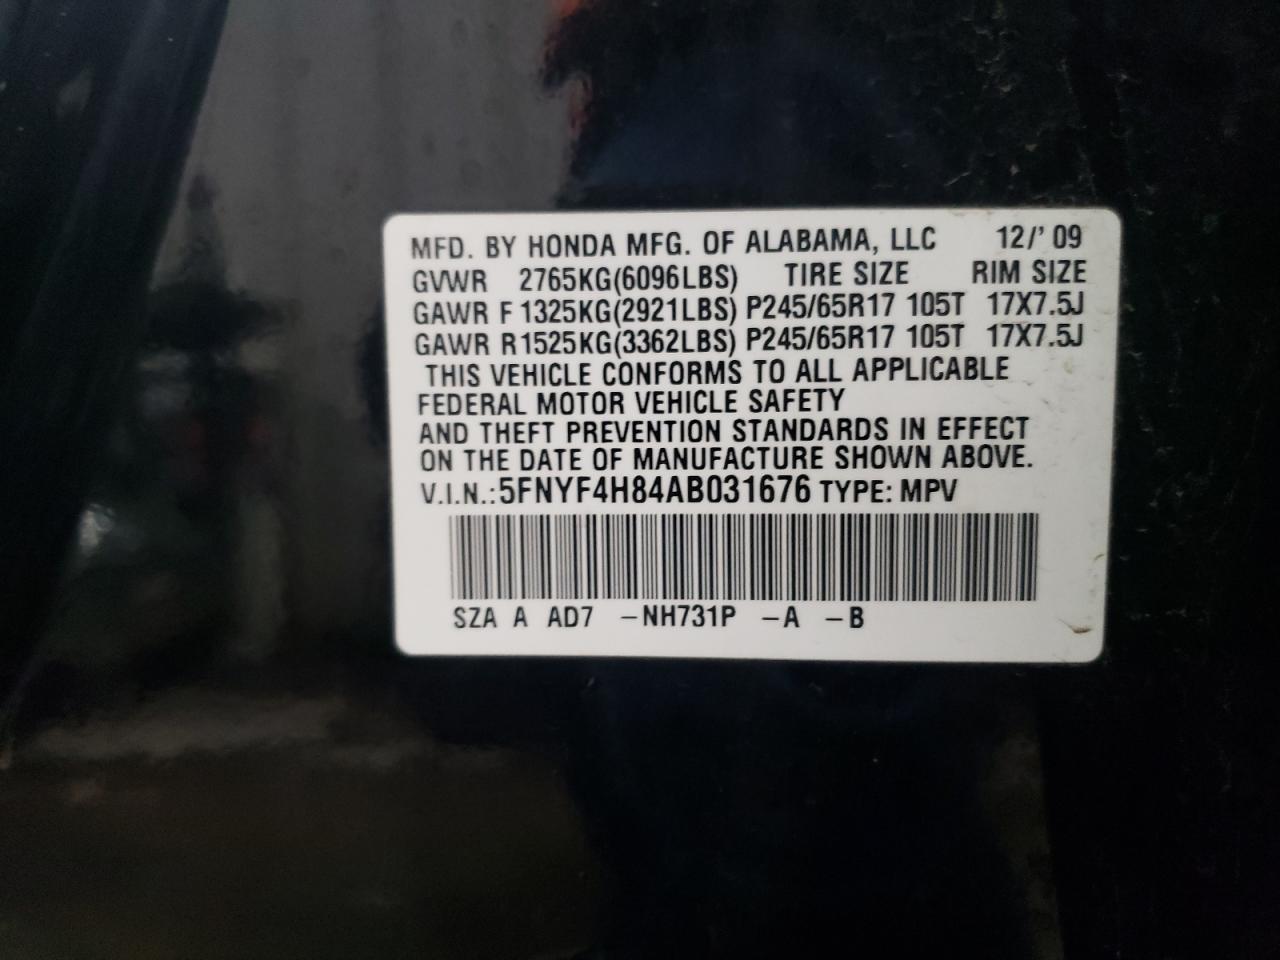 MFD. BY HONDA MFG. OF ALABAMA, LLC 12/'09
GVWR 2765KG(6096LBS) TIRE SIZE RIM SIZE
GAWR F 1325KG(2921LBS) P245/65R17 105T 17X7.5J
GAWR R 1525KG(3362LBS) P245/65R17 105T 17X7.5J
THIS VEHICLE CONFORMS TO ALL APPLICABLE
FEDERAL MOTOR VEHICLE SAFETY
AND THEFT PREVENTION STANDARDS IN EFFECT
ON THE DATE OF MANUFACTURE SHOWN ABOVE.
V.I.N.:5FNYF4H84AB031676 TYPE: MPV
SZA A AD7 -NH731P -A -B